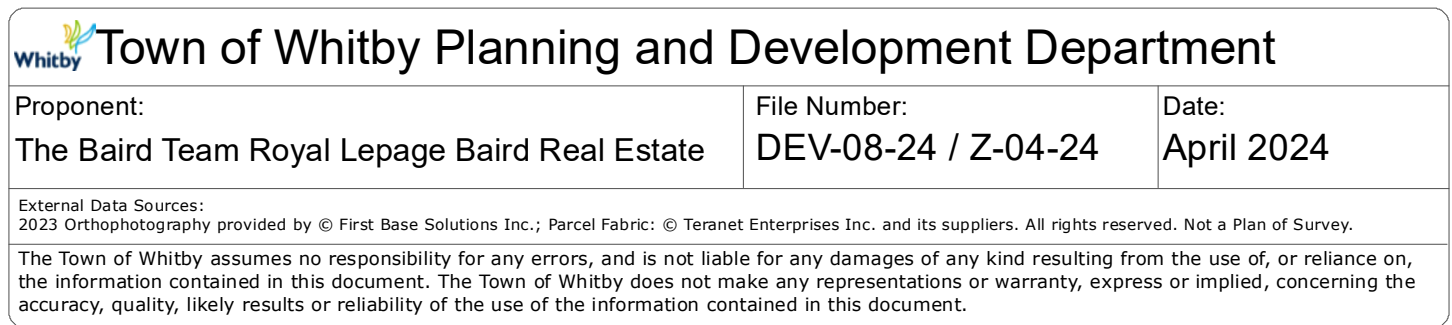 Whitby
Town of Whitby Planning and Development Department
Proponent:
The Baird Team Royal Lepage Baird Real Estate
File Number:
DEV-08-24 / Z-04-24
Date:
April 2024
External Data Sources:
2023 Orthophotography provided by © First Base Solutions Inc.; Parcel Fabric: © Teranet Enterprises Inc. and its suppliers. All rights reserved. Not a Plan of Survey.
The Town of Whitby assumes no responsibility for any errors, and is not liable for any damages of any kind resulting from the use of, or reliance on,
the information contained in this document. The Town of Whitby does not make any representations or warranty, express or implied, concerning the
accuracy, quality, likely results or reliability of the use of the information contained in this document.